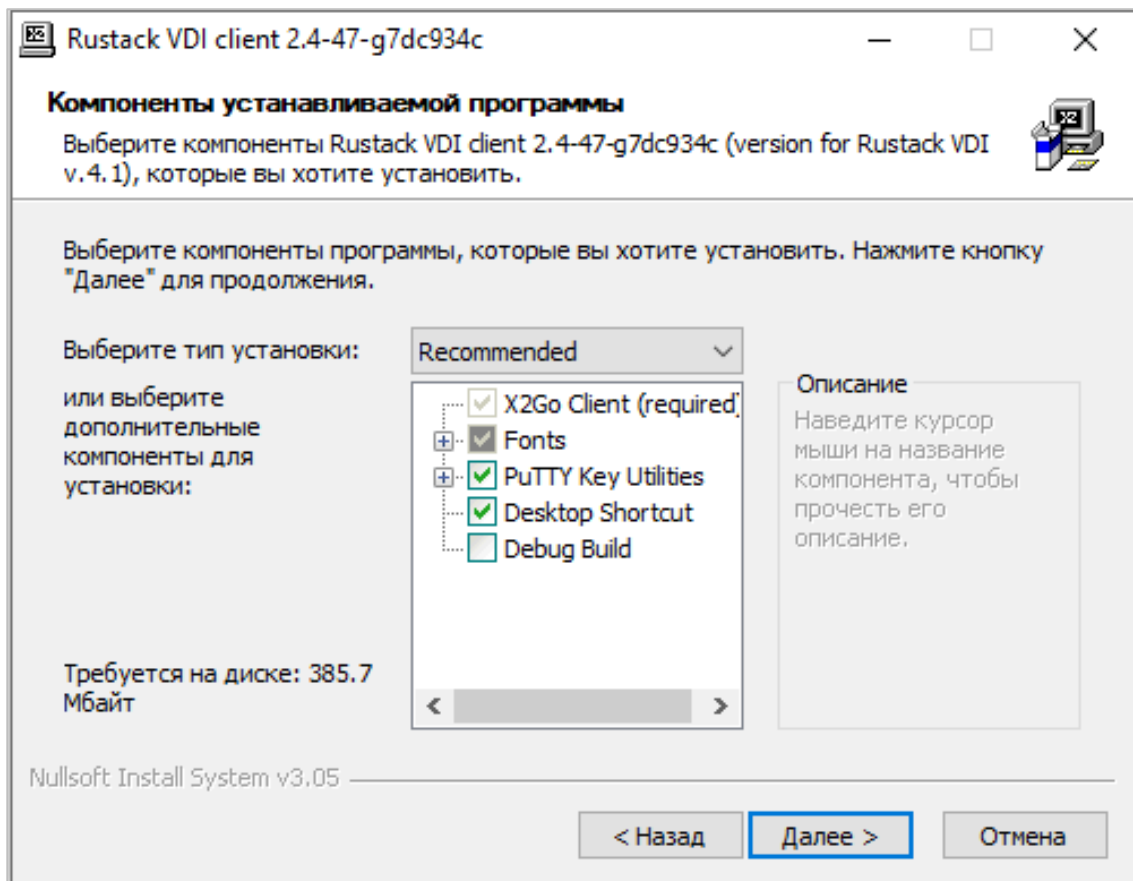 Rustack VDI client 2.4-47-g7dc934c
Компоненты устанавливаемой программы
Выберите компоненты Rustack VDI client 2.4-47-g7dc934c (version for Rustack VDI
v.4.1), которые вы хотите установить.
X2
Выберите компоненты программы, которые вы хотите установить. Нажмите кнопку
"Далее" для продолжения.
Выберите тип установки:
Recommended
или выберите
дополнительные
компоненты для
установки:
X2Go Client (required)
Fonts
PuTTY Key Utilities
Desktop Shortcut
Debug Build
Описание
Наведите курсор
мыши на название
компонента, чтобы
прочесть его
описание.
Требуется на диске: 385.7
Мбайт
Nullsoft Install System v3.05
< Назад
Далее >
Отмена